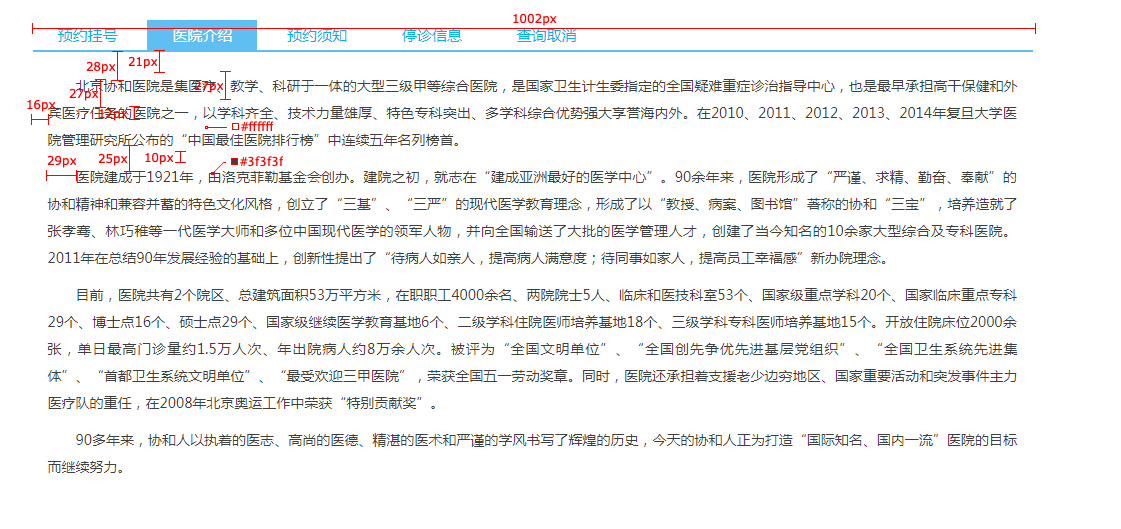 1002px
预约挂号 医院介绍 预约须知 停诊信息 查询取消
28px 21px
北京协和医院是集医疗、教学、科研于一体的大型三级甲等综合医院，是国家卫生计生委指定的全国疑难重症诊治指导中心，也是最早承担高干保健和外
27px
27px
宾医疗任务的医院之一，以学科齐全、技术力量雄厚、特色专科突出、多学科综合优势强大享誉海内外。在2010、2011、2012、2013、2014年复旦大学医
16px
#ffffff
院管理研究所公布的“中国最佳医院排行榜”中连续五年名列榜首。
29px 25px 10px #3f3f3f
医院建成于1921年，由洛克菲勒基金会创办。建院之初，就志在“建成亚洲最好的医学中心”。90余年来，医院形成了“严谨、求精、勤奋、奉献”的
协和精神和兼容并蓄的特色文化风格，创立了“三基”、“三严”的现代医学教育理念，形成了以“教授、病案、图书馆”著称的协和“三宝”，培养造就了
张孝骞、林巧稚等一代医学大师和多位中国现代医学的领军人物，并向全国输送了大批的医学管理人才，创建了当今知名的10余家大型综合及专科医院。
2011年在总结90年发展经验的基础上，创新性提出了“待病人如亲人，提高病人满意度；待同事如家人，提高员工幸福感”新办院理念。
目前，医院共有2个院区、总建筑面积53万平方米，在职职工4000余名、两院院士5人、临床和医技科室53个、国家级重点学科20个、国家临床重点专科
29个、博士点16个、硕士点29个、国家级继续医学教育基地6个、二级学科住院医师培养基地18个、三级学科专科医师培养基地15个。开放住院床位2000余
张，单日最高门诊量约1.5万人次、年出院病人约8万余人次。被评为“全国文明单位”、“全国创先争优先进基层党组织”、“全国卫生系统先进集
体”、“首都卫生系统文明单位”、“最受欢迎三甲医院”，荣获全国五一劳动奖章。同时，医院还承担着支援老少边穷地区、国家重要活动和突发事件主力
医疗队的重任，在2008年北京奥运工作中荣获“特别贡献奖”。
90多年来，协和人以执着的医志、高尚的医德、精湛的医术和严谨的学风书写了辉煌的历史，今天的协和人正为打造“国际知名、国内一流”医院的目标
而继续努力。